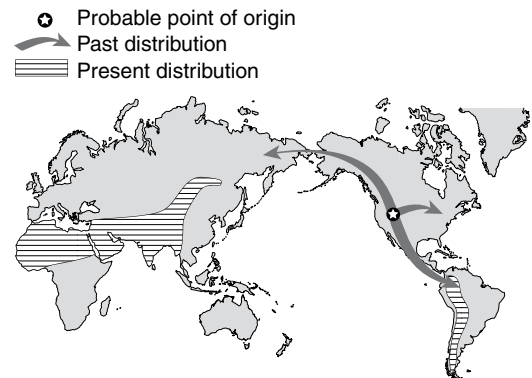 Probable point of origin
Past distribution
Present distribution